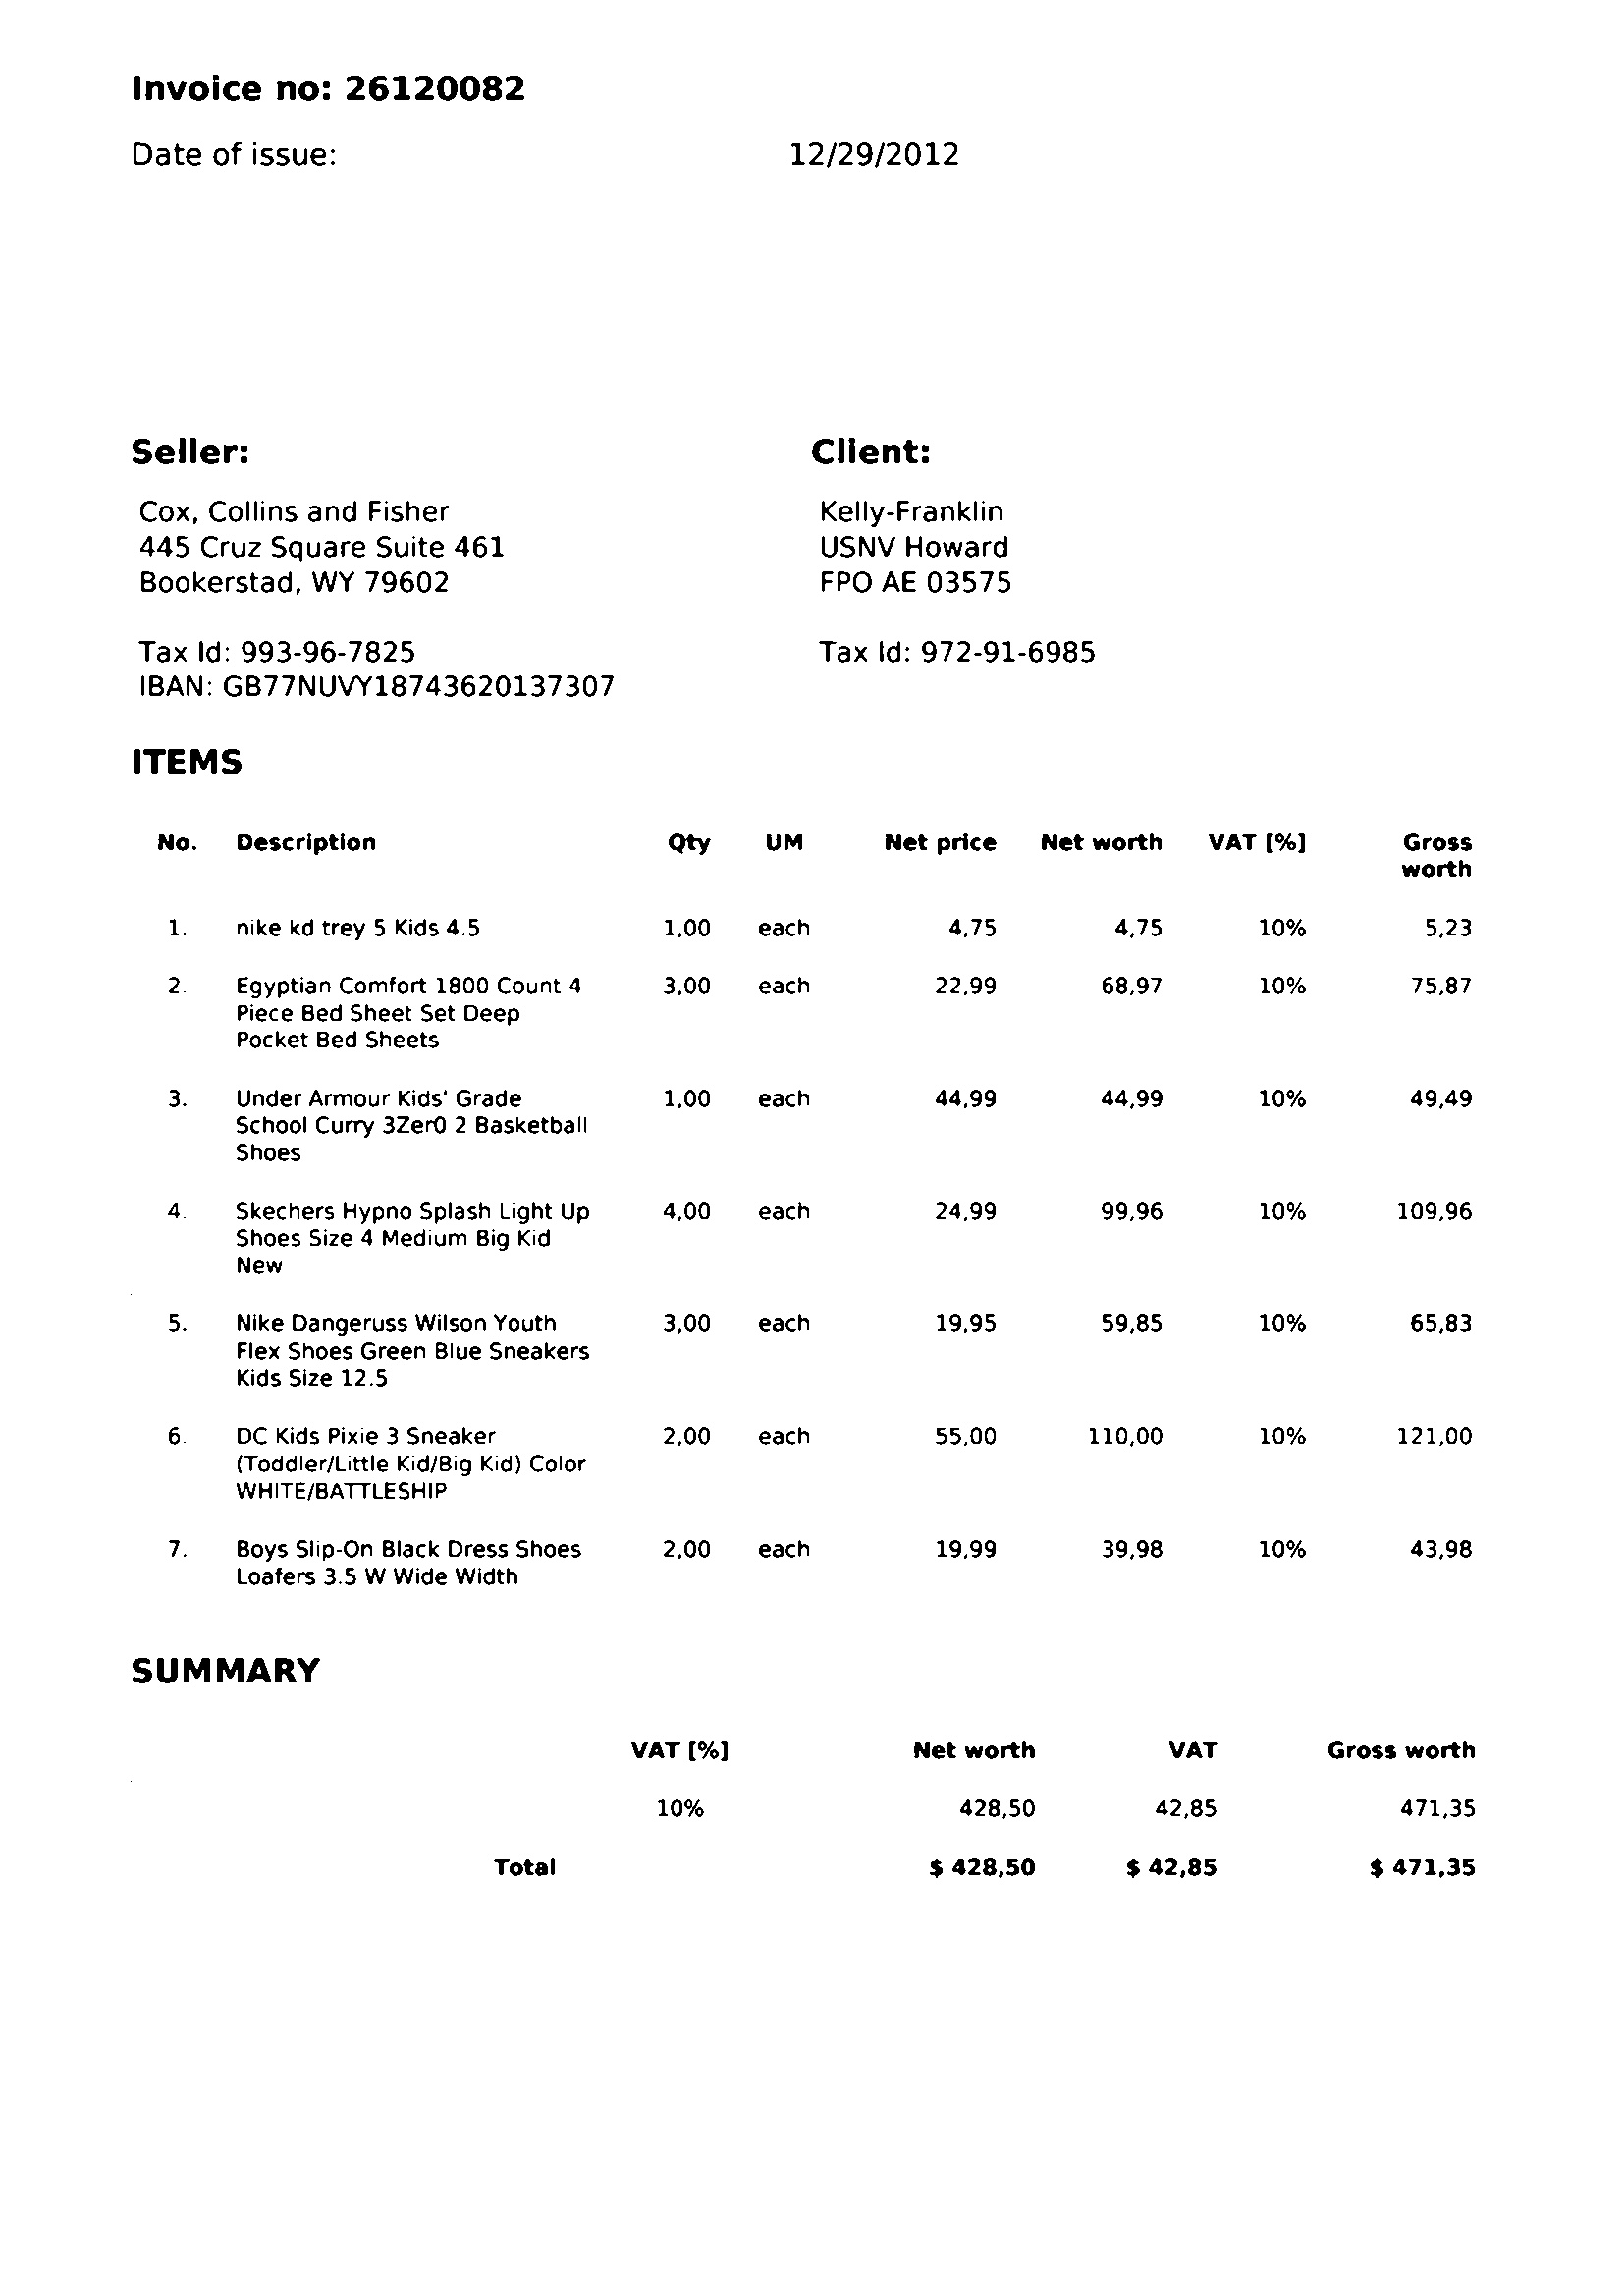 Invoice no: 26120082
Date of issue: 12/29/2012
Seller: Client:
Cox, Collins and Fisher Kelly-Franklin
445 Cruz Square Suite 461 USNV Howard
Bookerstad, WY 79602 FPO AE 03575
Tax Id: 993-96-7825 Tax Id: 972-91-6985
IBAN: GB77NUVY18743620137307
ITEMS
No. Description Qty UM Net price Net worth VAT [%] Gross
worth
1. nike kd trey 5 Kids 4.5 1,00 each 4,75 4,75 10% 5,23
2. Egyptian Comfort 1800 Count 4 3,00 each 22,99 68,97 10% 75,87
Piece Bed Sheet Set Deep
Pocket Bed Sheets
3. Under Armour Kids' Grade 1,00 each 44,99 44,99 10% 49,49
School Curry 3Zer0 2 Basketball
Shoes
4. Skechers Hypno Splash Light Up 4,00 each 24,99 99,96 10% 109,96
Shoes Size 4 Medium Big Kid
New
5. Nike Dangeruss Wilson Youth 3,00 each 19,95 59,85 10% 65,83
Flex Shoes Green Blue Sneakers
Kids Size 12.5
6. DC Kids Pixie 3 Sneaker 2,00 each 55,00 110,00 10% 121,00
(Toddler/Little Kid/Big Kid) Color
WHITE/BATTLESHIP
7. Boys Slip-On Black Dress Shoes 2,00 each 19,99 39,98 10% 43,98
Loafers 3.5 W Wide Width
SUMMARY
VAT [%] Net worth VAT Gross worth
10% 428,50 42,85 471,35
Total $ 428,50 $ 42,85 $ 471,35